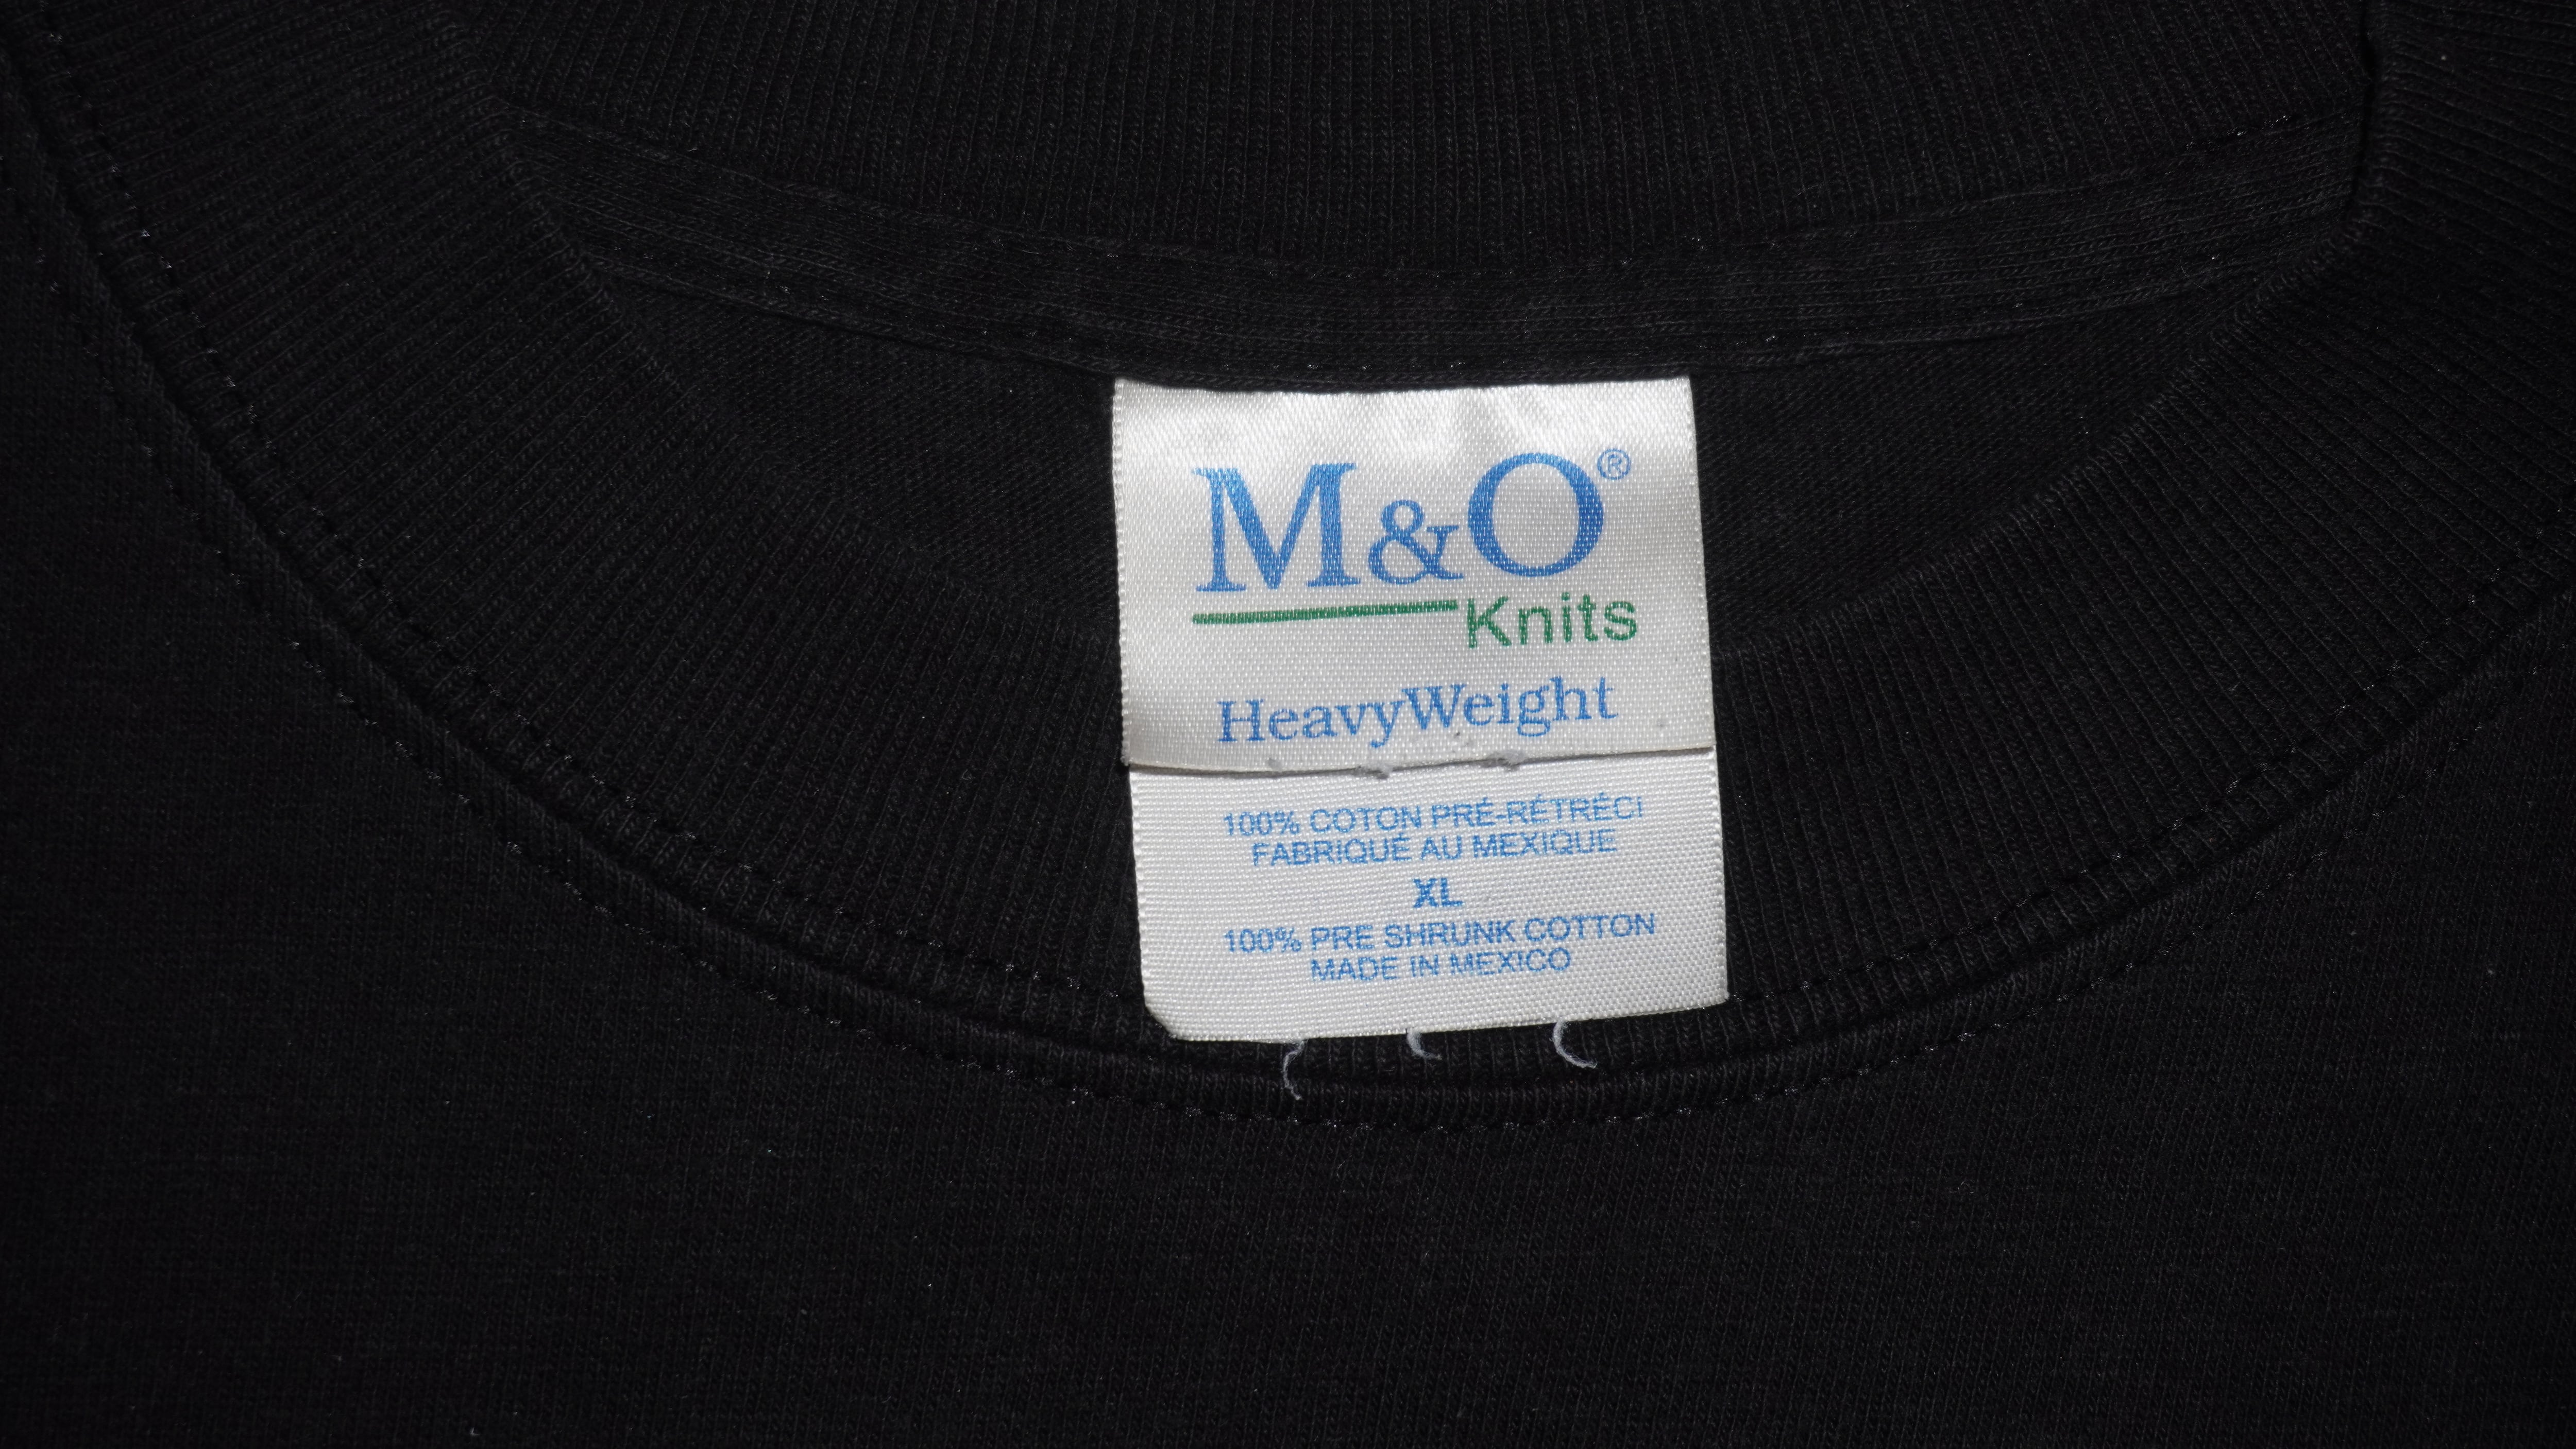 M&O®
Knits
HeavyWeight
100% COTON PRÉ-RÉTRÉCI
FABRIQUÉ AU MEXIQUE
XL
100% PRE SHRUNK COTTON
MADE IN MEXICO